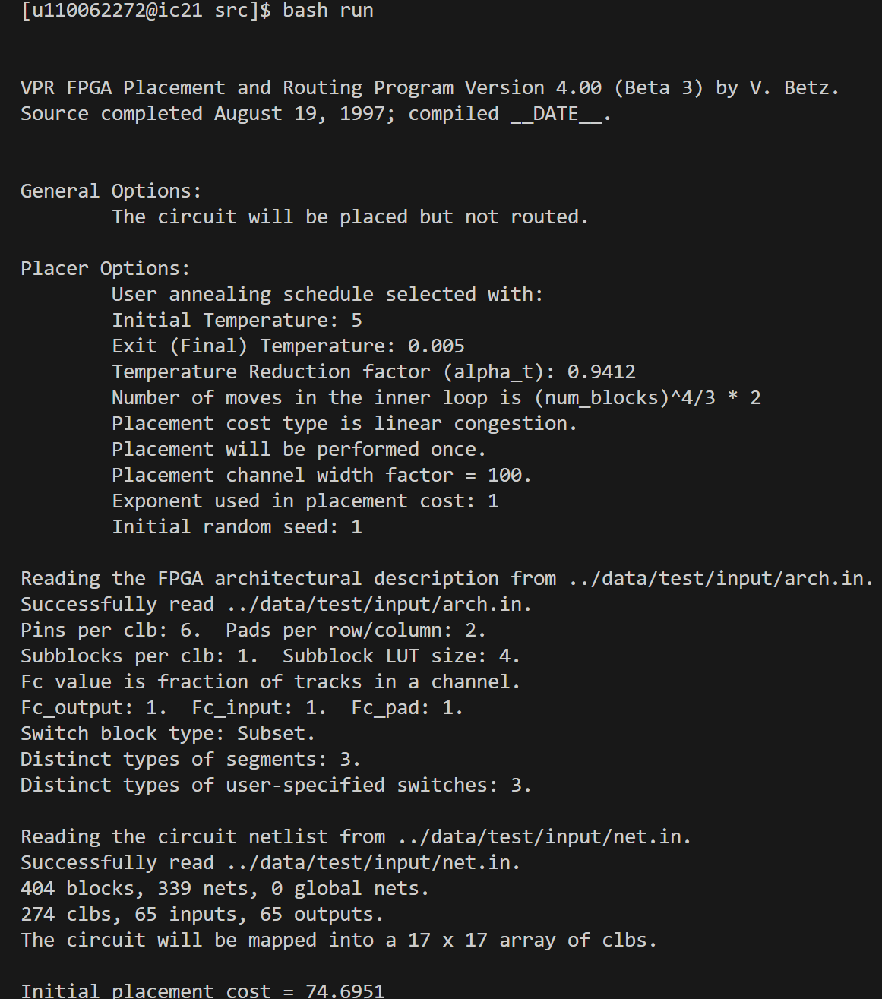 [u110062272@ic21 src]$ bash run
VPR FPGA Placement and Routing Program Version 4.00 (Beta 3) by V. Betz.
Source completed August 19, 1997; compiled __DATE__.
General Options:
The circuit will be placed but not routed.
Placer Options:
User annealing schedule selected with:
Initial Temperature: 5
Exit (Final) Temperature: 0.005
Temperature Reduction factor (alpha_t): 0.9412
Number of moves in the inner loop is (num_blocks)^4/3 * 2
Placement cost type is linear congestion.
Placement will be performed once.
Placement channel width factor = 100.
Exponent used in placement cost: 1
Initial random seed: 1
Reading the FPGA architectural description from ../data/test/input/arch.in.
Successfully read ../data/test/input/arch.in.
Pins per clb: 6.  Pads per row/column: 2.
Subblocks per clb: 1.  Subblock LUT size: 4.
Fc value is fraction of tracks in a channel.
Fc_output: 1.  Fc_input: 1.  Fc_pad: 1.
Switch block type: Subset.
Distinct types of segments: 3.
Distinct types of user-specified switches: 3.
Reading the circuit netlist from ../data/test/input/net.in.
Successfully read ../data/test/input/net.in.
404 blocks, 339 nets, 0 global nets.
274 clbs, 65 inputs, 65 outputs.
The circuit will be mapped into a 17 x 17 array of clbs.
Initial placement cost = 74.6951